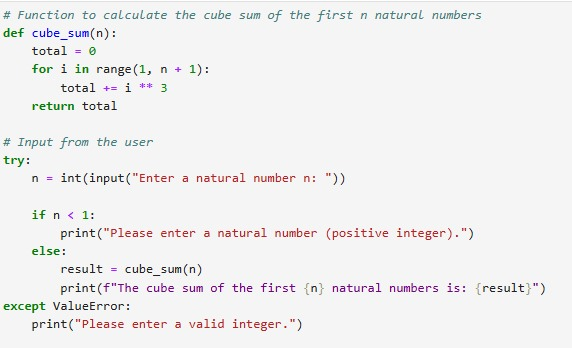 # Function to calculate the cube sum of the first n natural numbers
def cube_sum(n):
    total = 0
    for i in range(1, n + 1):
        total += i ** 3
    return total

# Input from the user
try:
    n = int(input("Enter a natural number n: "))

    if n < 1:
        print("Please enter a natural number (positive integer).")
    else:
        result = cube_sum(n)
        print(f"The cube sum of the first {n} natural numbers is: {result}")
except ValueError:
    print("Please enter a valid integer.")